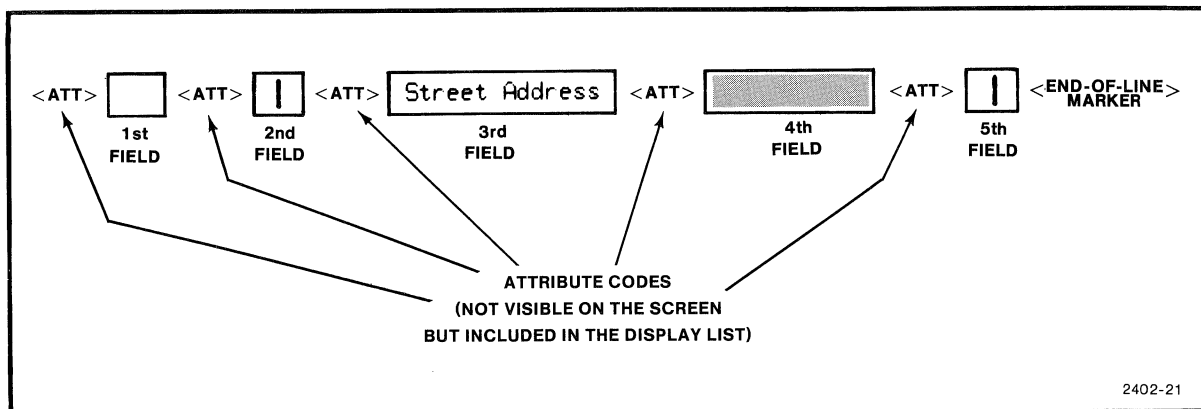 <ATT> <ATT> | <ATT> Street Address <ATT> <ATT> | <END-OF-LINE MARKER>
1st FIELD
2nd FIELD
3rd FIELD
4th FIELD
5th FIELD
ATTRIBUTE CODES
(NOT VISIBLE ON THE SCREEN
BUT INCLUDED IN THE DISPLAY LIST)
2402-21